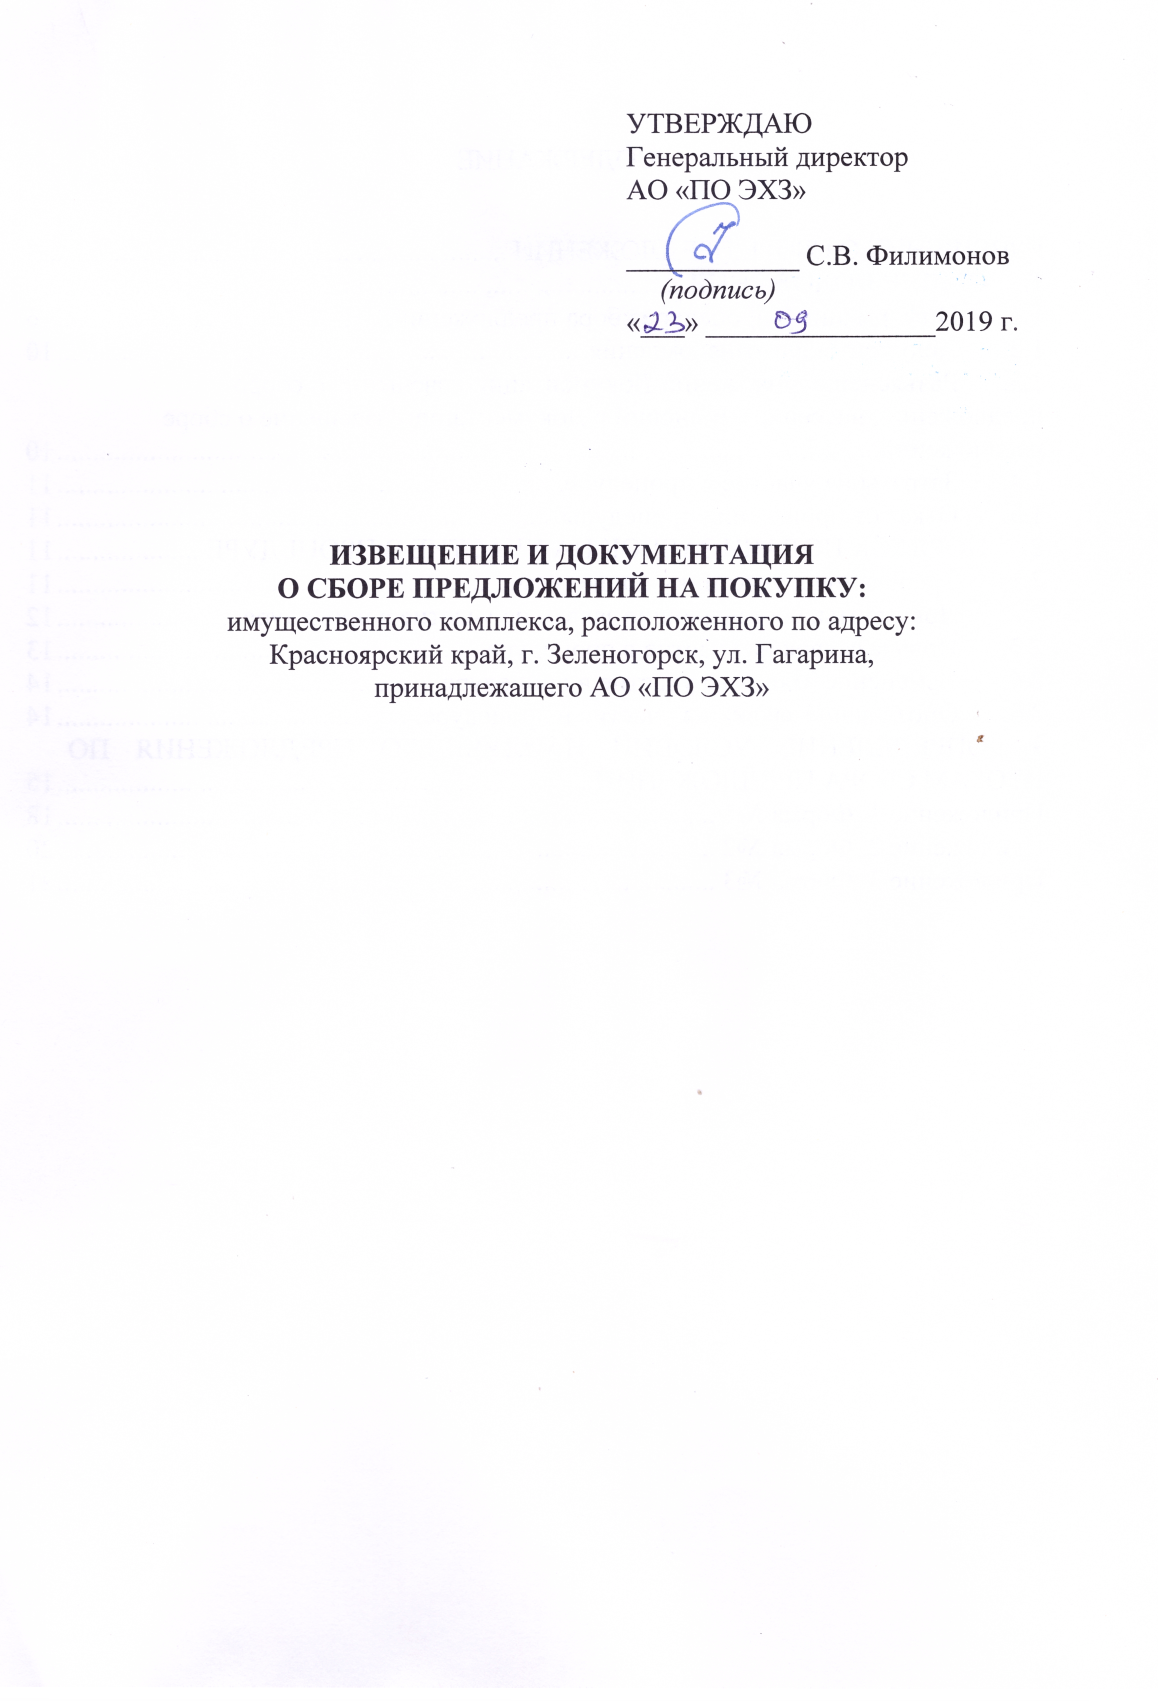 УТВЕРЖДАЮ
Генеральный директор
АО «ПО ЭХЗ»
______________ С.В. Филимонов
(подпись)
«23» 09 2019 г.
ИЗВЕЩЕНИЕ И ДОКУМЕНТАЦИЯ
О СБОРЕ ПРЕДЛОЖЕНИЙ НА ПОКУПКУ:
имущественного комплекса, расположенного по адресу:
Красноярский край, г. Зеленогорск, ул. Гагарина,
принадлежащего АО «ПО ЭХЗ»